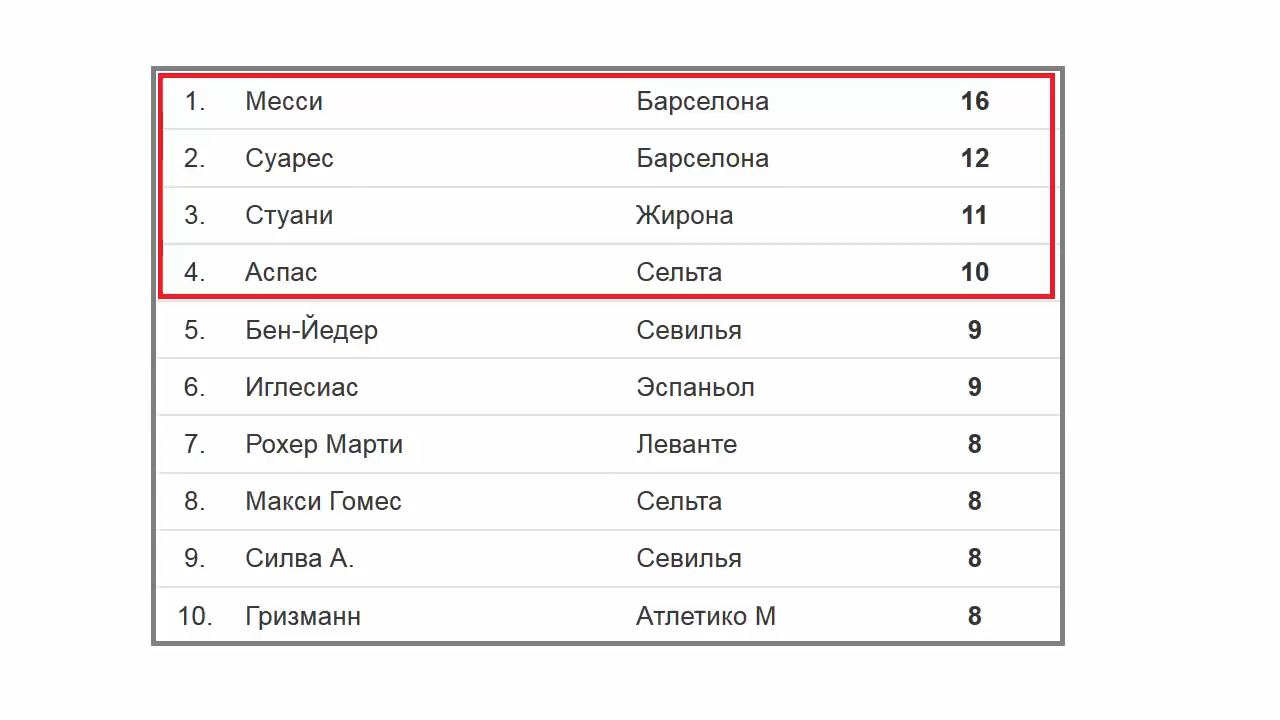 1. Месси Барселона 16
2. Суарес Барселона 12
3. Стуани Жирона 11
4. Аспас Сельта 10
5. Бен-Йедер Севилья 9
6. Иглесиас Эспаньол 9
7. Рохер Марти Леванте 8
8. Макси Гомес Сельта 8
9. Силва А. Севилья 8
10. Гризманн Атлетико М 8